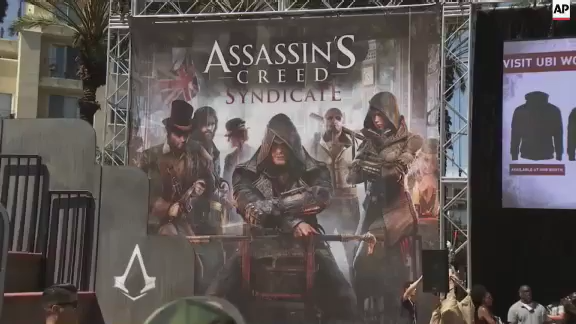 AP
ASSASSIN'S
CREED
SYNDICATE
VISIT UBI WO
AVAILABLE AT UBI BOOTH